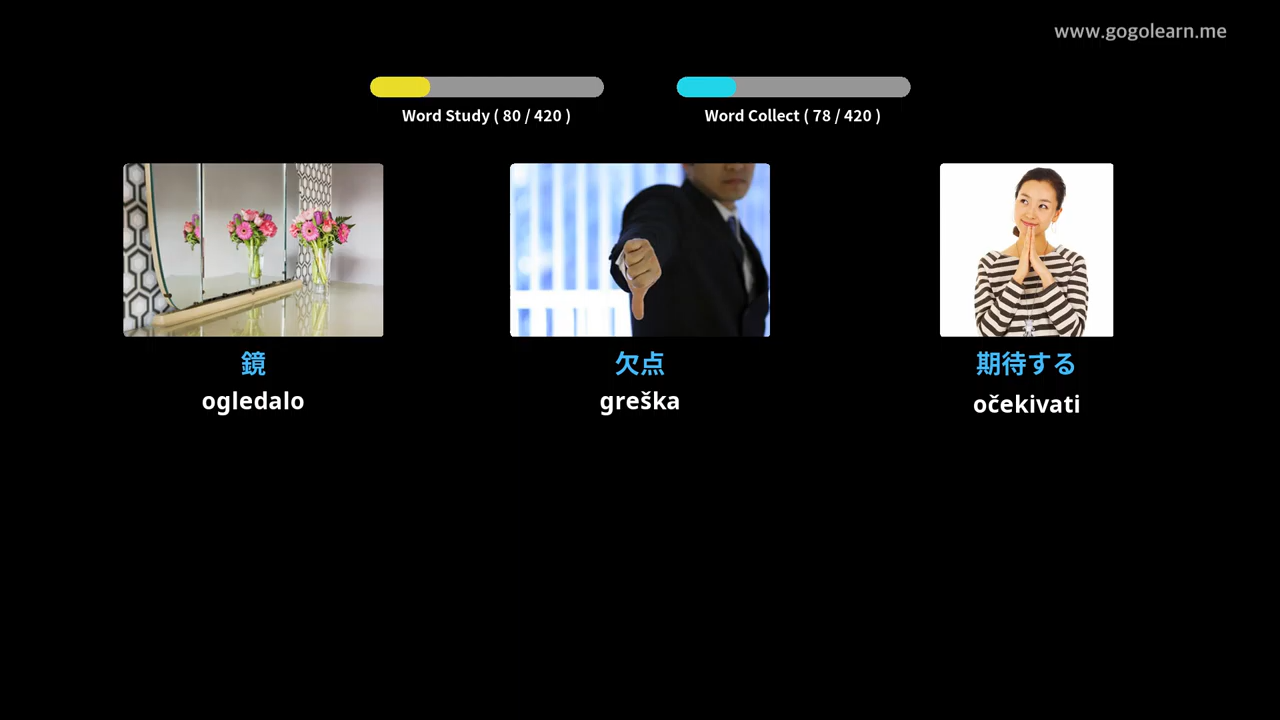 www.gogolearn.me
Word Study ( 80 / 420 )
Word Collect ( 78 / 420 )
鏡
ogledalo
欠点
greška
期待する
očekivati